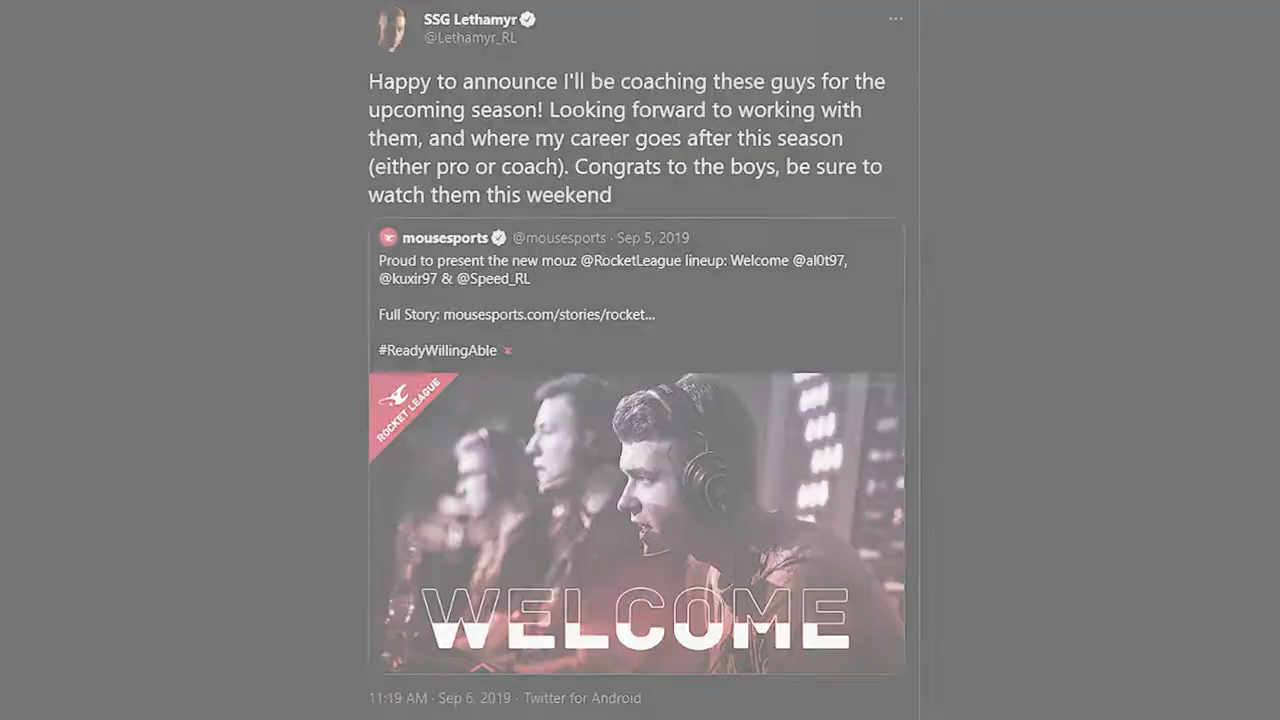 SSG Lethamyr
@Lethamyr_RL
Happy to announce I'll be coaching these guys for the
upcoming season! Looking forward to working with
them, and where my career goes after this season
(either pro or coach). Congrats to the boys, be sure to
watch them this weekend
mousesports @mousesports · Sep 5, 2019
Proud to present the new mouz @RocketLeague lineup: Welcome @al0t97,
@kuxir97 & @Speed_RL
Full Story: mousesports.com/stories/rocket...
#ReadyWillingAble
ROCKET LEAGUE
WELCOME
11:19 AM · Sep 6, 2019 · Twitter for Android